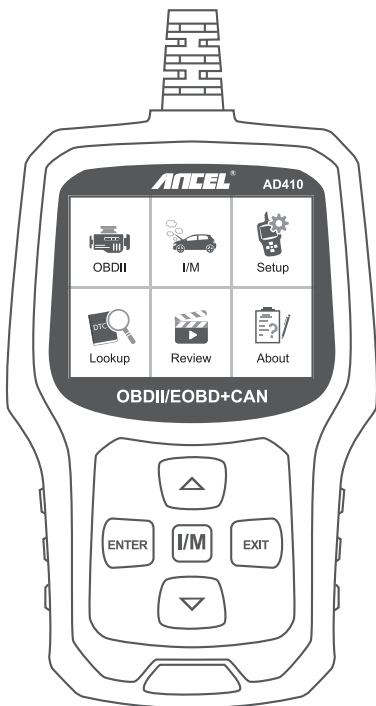 ANCEL® AD410
OBDII I/M Setup
DTC
Lookup Review About
OBDII/EOBD+CAN
ENTER I/M EXIT